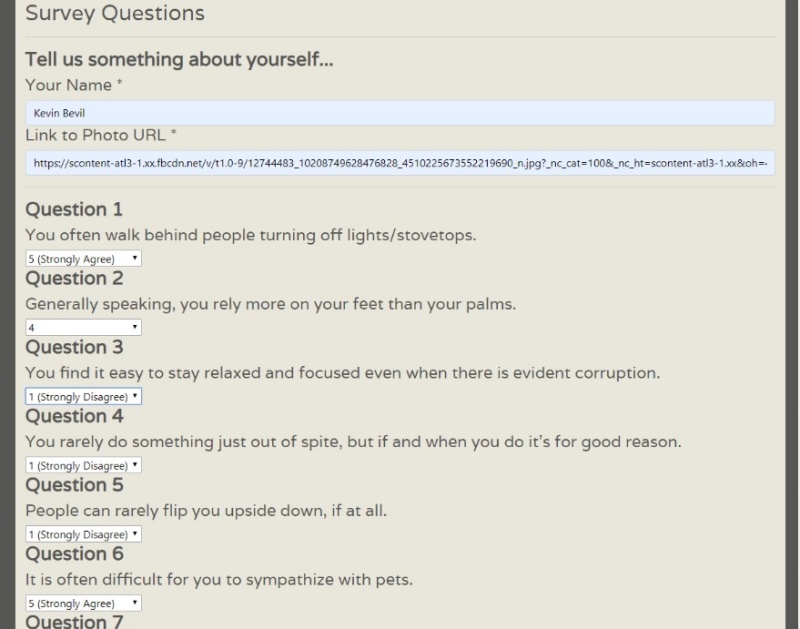 Survey Questions
Tell us something about yourself...
Your Name *
Kevin Bevil
Link to Photo URL *
https://scontent-atl3-1.xx.fbcdn.net/v/t1.0-9/12744483_10208749628476828_4510225673552219690_n.jpg?_nc_cat=100&_nc_ht=scontent-atl3-1.xx&oh=
Question 1
You often walk behind people turning off lights/stovetops.
5 (Strongly Agree)
Question 2
Generally speaking, you rely more on your feet than your palms.
4
Question 3
You find it easy to stay relaxed and focused even when there is evident corruption.
1 (Strongly Disagree)
Question 4
You rarely do something just out of spite, but if and when you do it's for good reason.
1 (Strongly Disagree)
Question 5
People can rarely flip you upside down, if at all.
1 (Strongly Disagree)
Question 6
It is often difficult for you to sympathize with pets.
5 (Strongly Agree)
Question 7